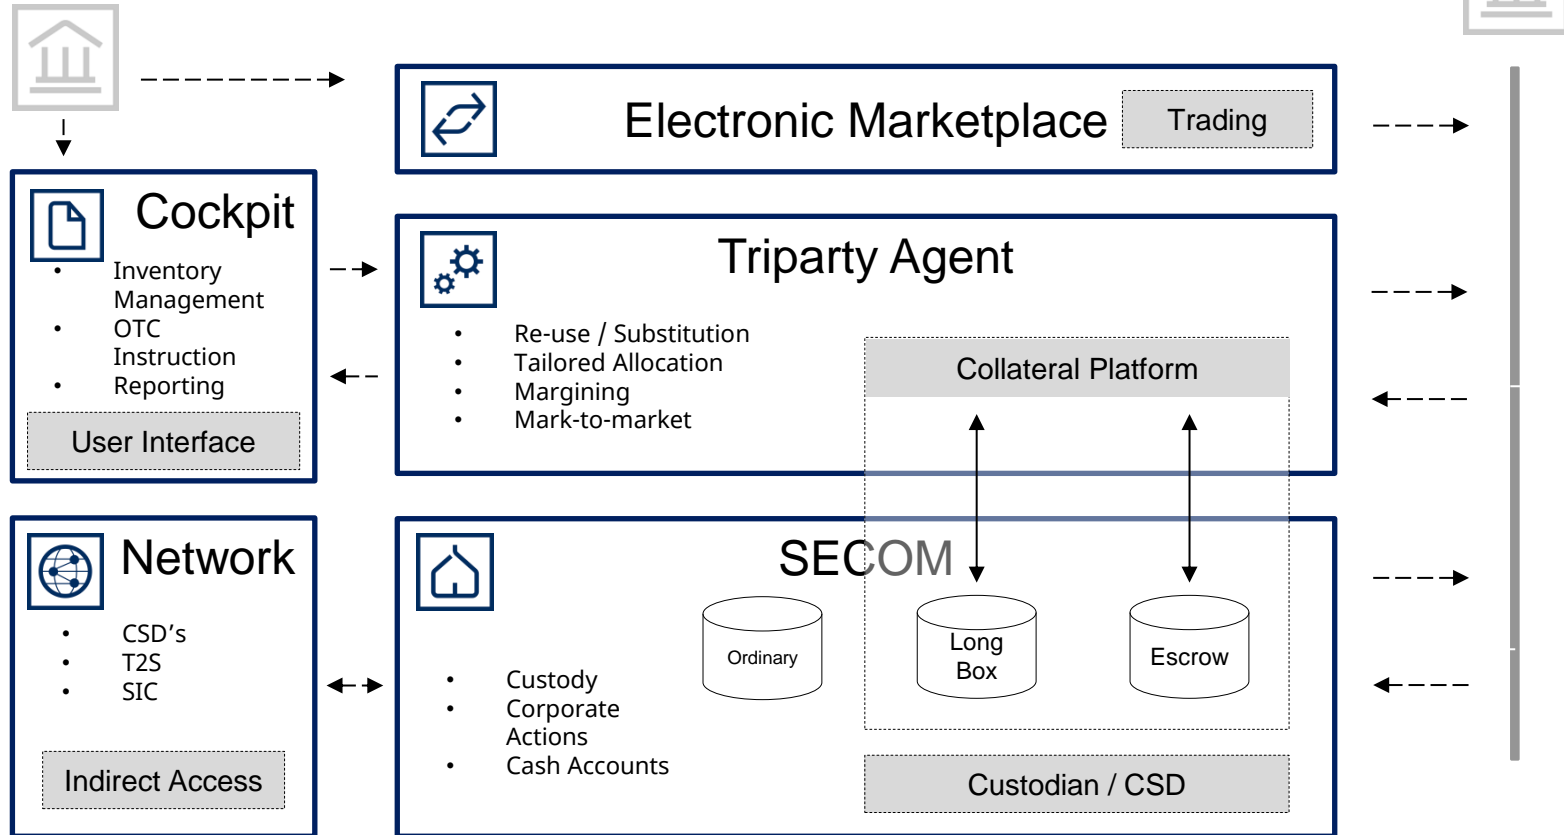 Electronic Marketplace
Trading
Cockpit
• Inventory
Management
• OTC
Instruction
• Reporting
User Interface
Triparty Agent
• Re-use / Substitution
• Tailored Allocation
• Margining
• Mark-to-market
Collateral Platform
Network
• CSD’s
• T2S
• SIC
Indirect Access
SECOM
• Custody
• Corporate
Actions
• Cash Accounts
Ordinary
Long
Box
Escrow
Custodian / CSD